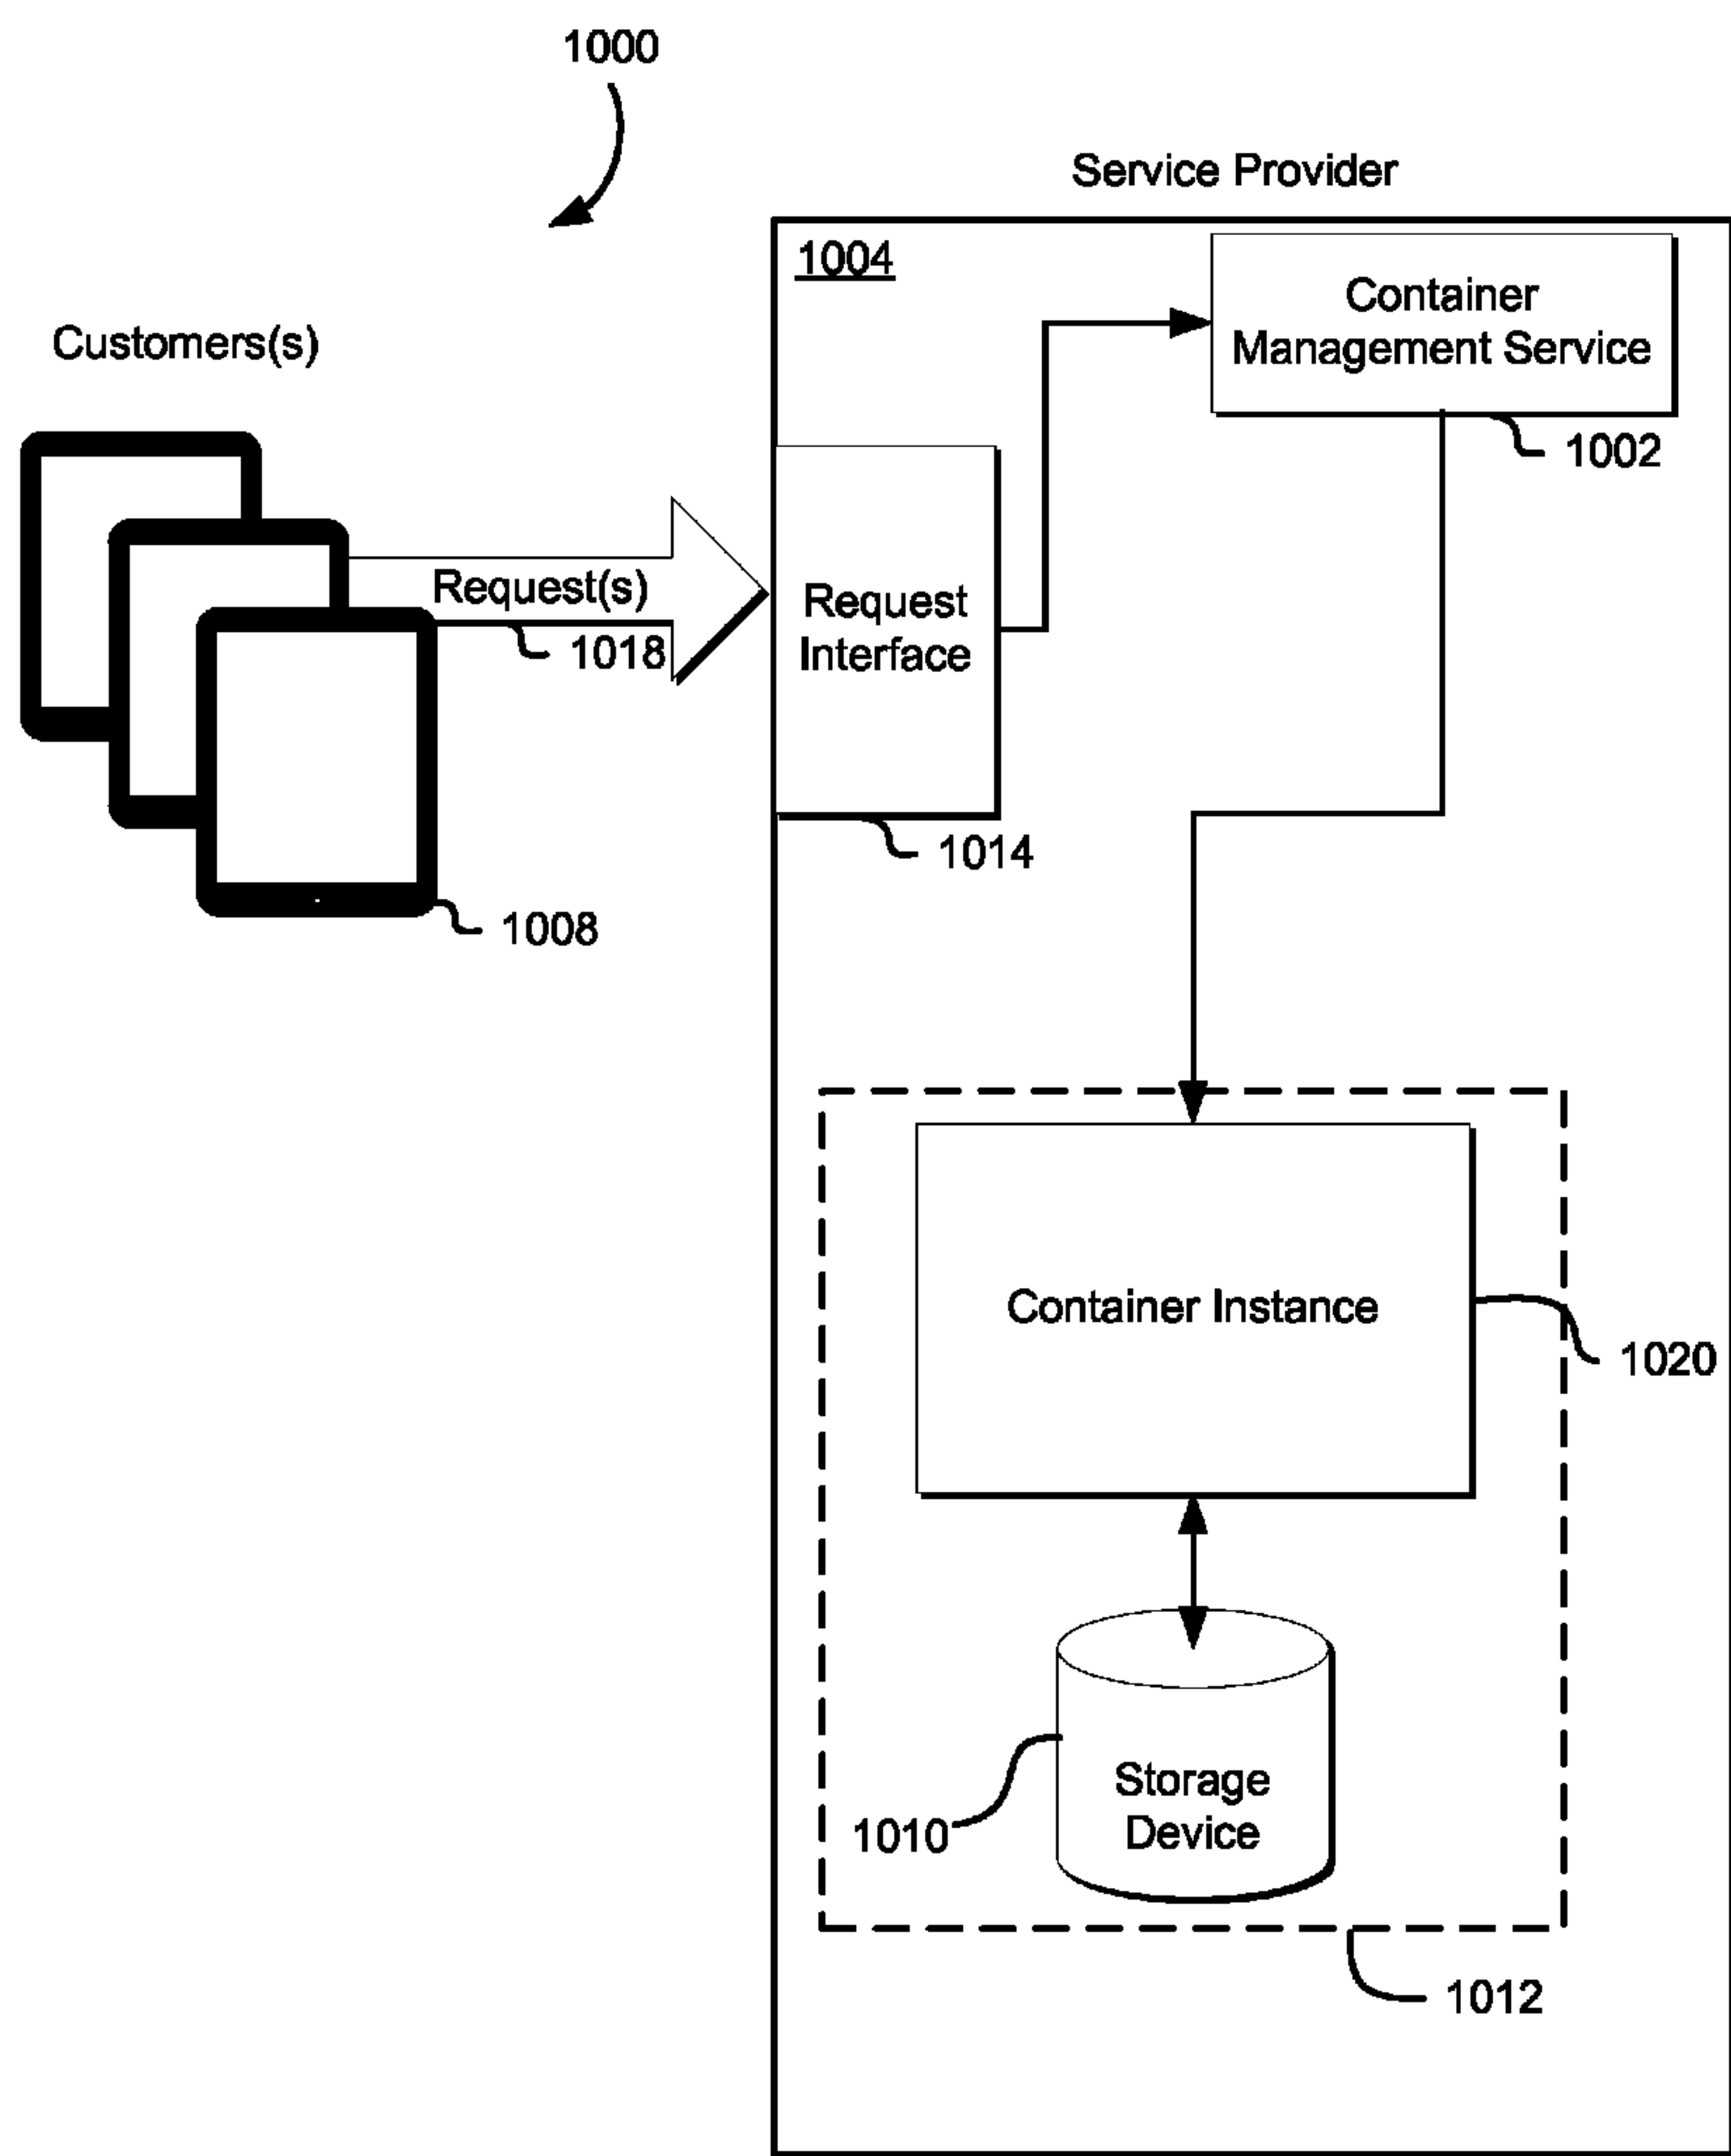 1000
Service Provider
1004
Container
Management Service
1002
Customers(s)
Request(s)
1018
Request
Interface
1014
1008
Container Instance
1020
Storage
Device
1010
1012